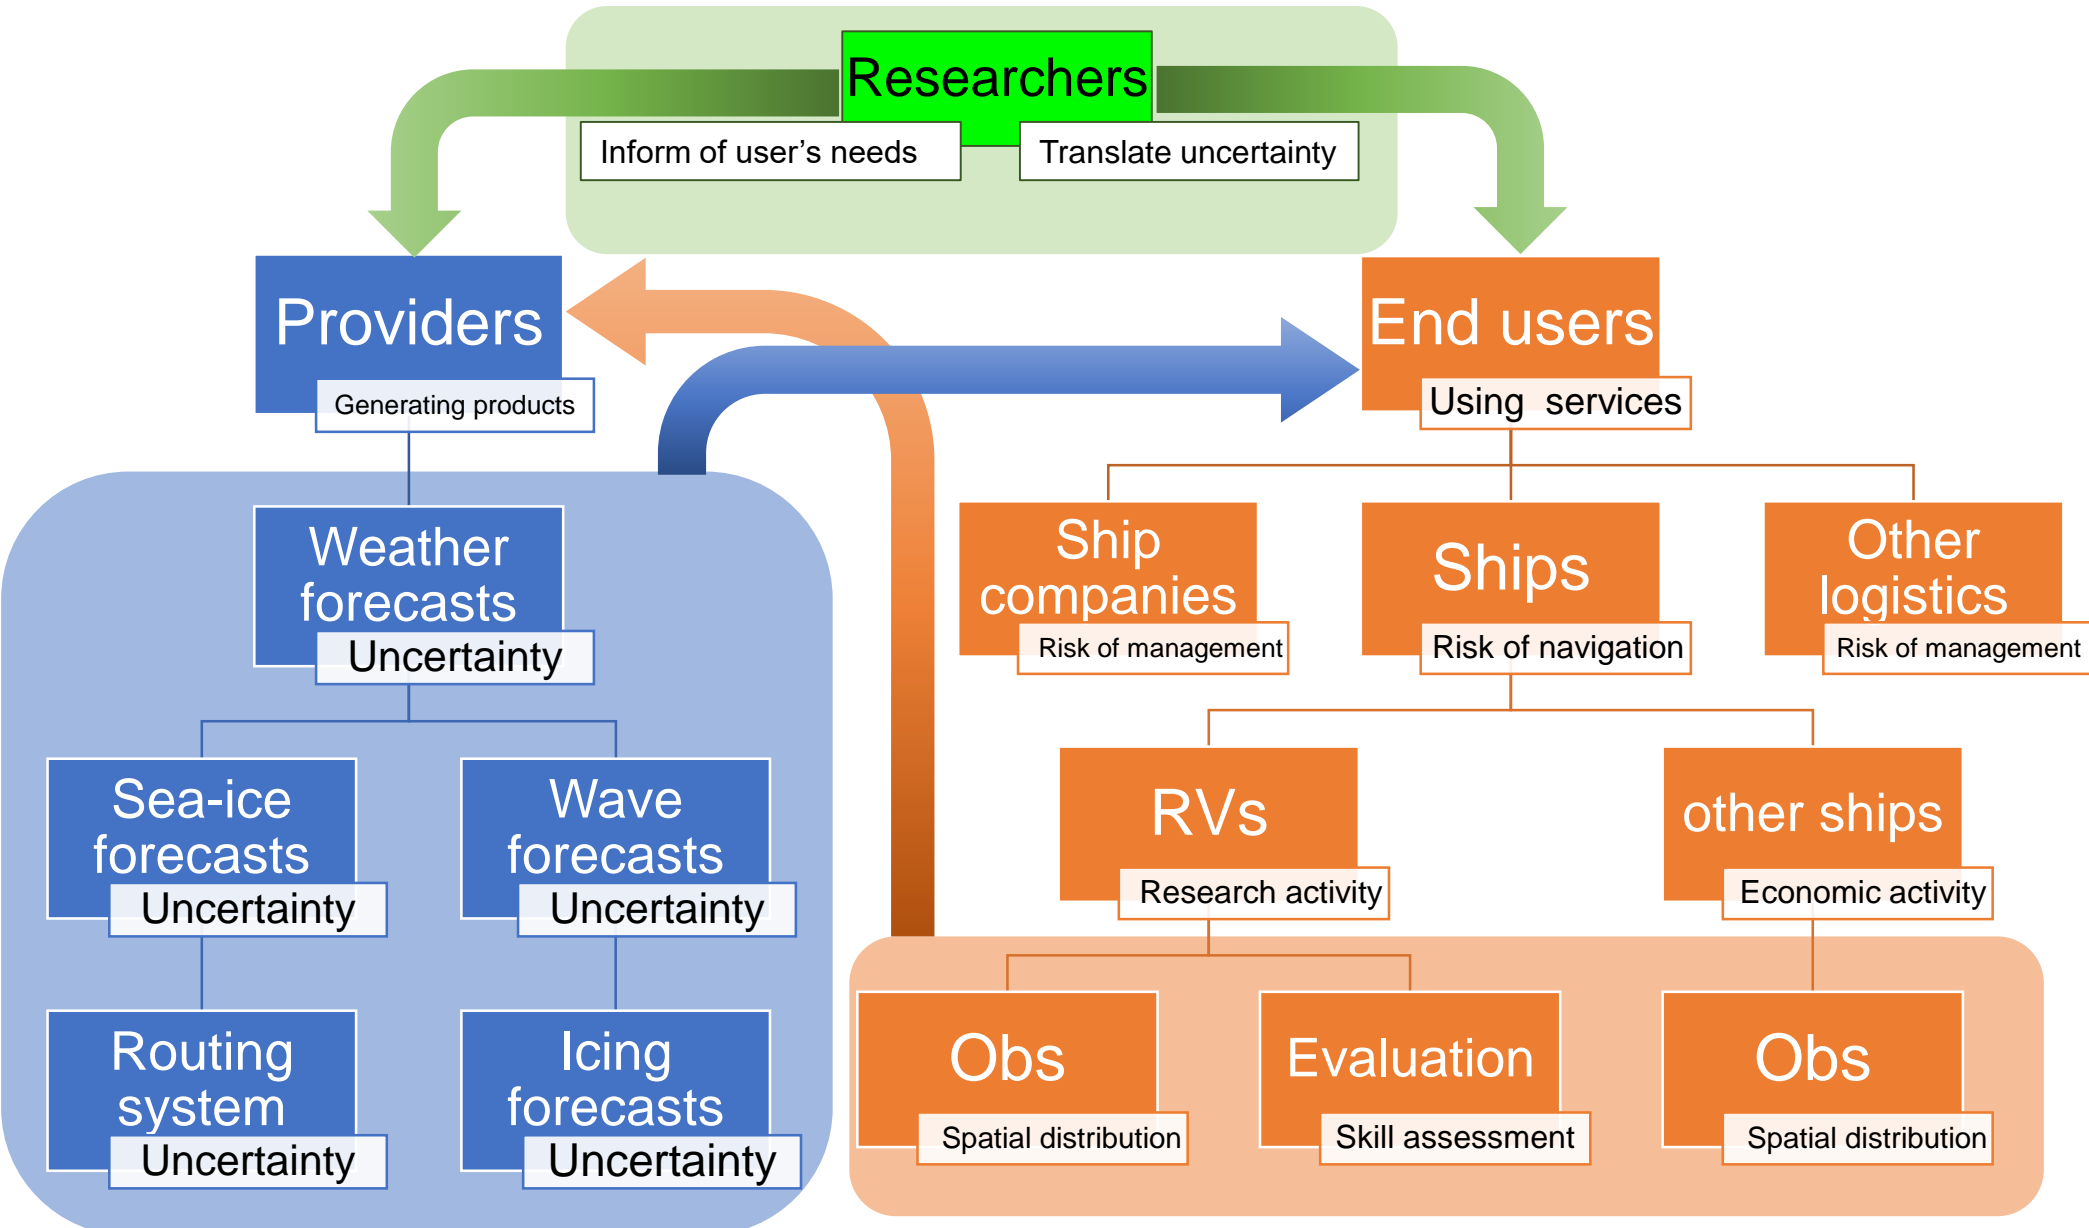 Researchers
Inform of user’s needs
Translate uncertainty
Providers
Generating products
End users
Using  services
Weather
forecasts
Uncertainty
Ship
companies
Risk of management
Ships
Risk of navigation
Other
logistics
Risk of management
Sea-ice
forecasts
Uncertainty
Wave
forecasts
Uncertainty
RVs
Research activity
other ships
Economic activity
Routing
system
Uncertainty
Icing
forecasts
Uncertainty
Obs
Spatial distribution
Evaluation
Skill assessment
Obs
Spatial distribution